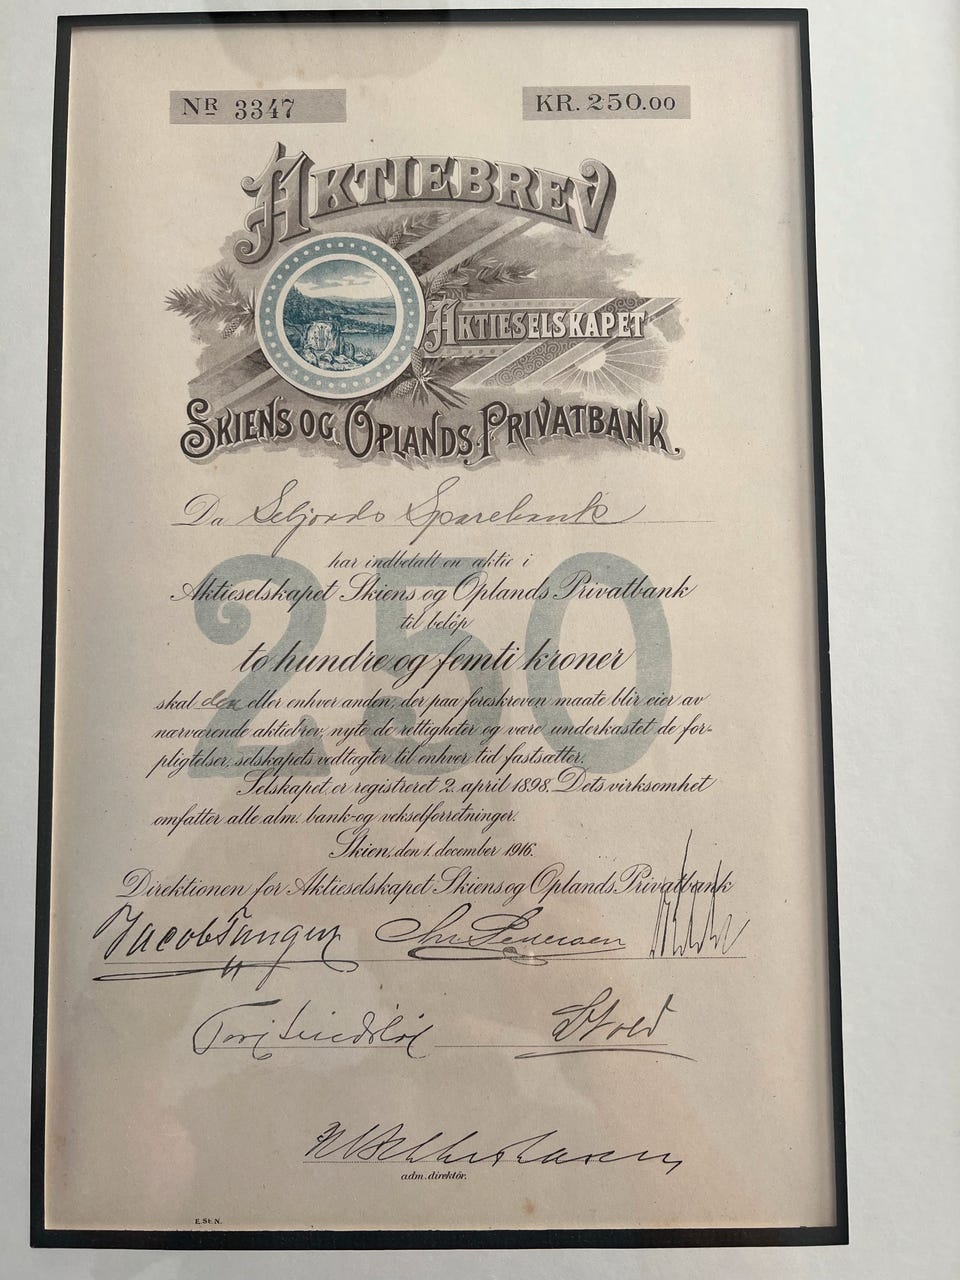 NR 3347
KR. 250.00
AKTIEBREV
AKTIESELSKAPET
SKIENS OG OPLANDS PRIVATBANK.
Da Seljords Sparebank
250
har indbetalt en aktie i
Aktieselskapet Skiens og Oplands Privatbank
til beløp
to hundre og femti kroner
skal den eller enhver anden, der paa foreskreven maate blir eier av
nærværende aktiebrev, nyte de rettigheter og være underkastet de for-
pligtelser, selskapets vedtægter til enhver tid fastsætter.
Selskapet er registreret 2. april 1898. Dets virksomhet
omfatter alle alm. bank- og vekselforretninger.
Skien, den 1. december 1916.
Direktionen for Aktieselskapet Skiens og Oplands Privatbank
Jacob
adm. direktör.
E. St. N.